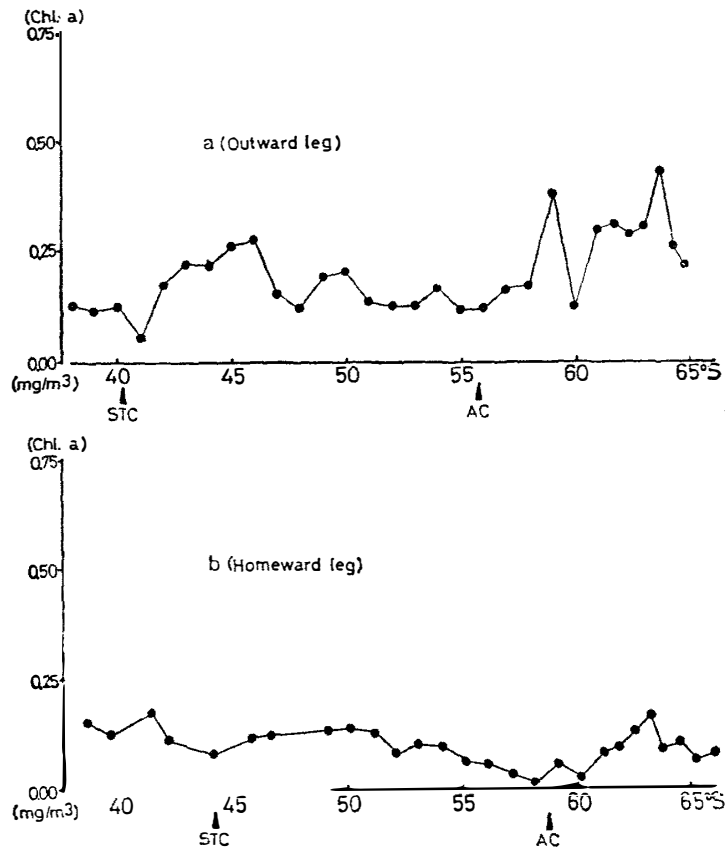 (Chl. a)
0.75
0.50
a (Outward leg)
0.25
0.00
(mg/m3)
40 45 50 55 60 65°S
STC AC
(Chl. a)
0.75
0.50
b (Homeward leg)
0.25
0.00
(mg/m3)
40 45 50 55 60 65°S
STC AC